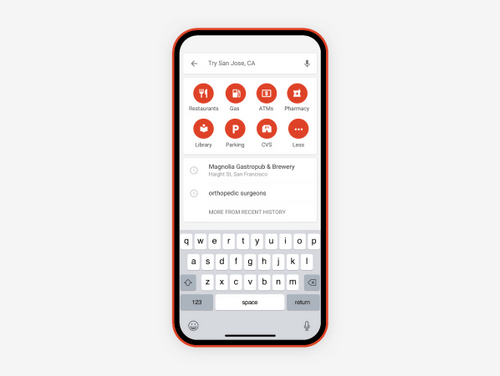 Try San Jose, CA
Restaurants Gas ATMs Pharmacy
P
Library Parking CVS Less
Magnolia Gastropub & Brewery
Haight St, San Francisco
orthopedic surgeons
MORE FROM RECENT HISTORY
q w e r t y u i o p
a s d f g h j k l
z x c v b n m
123 space return